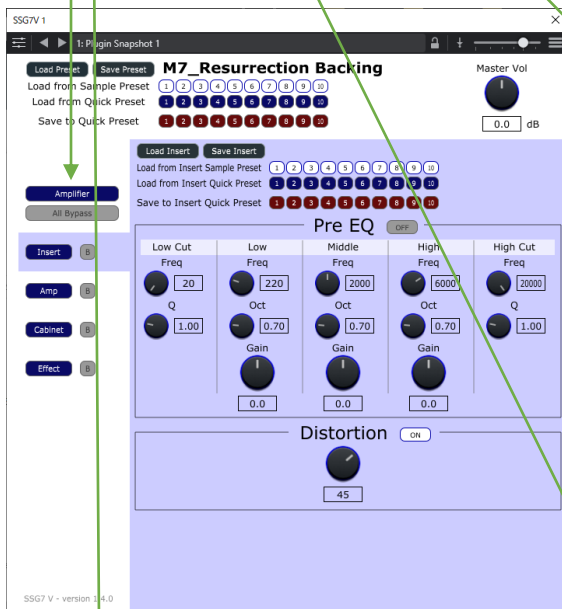 SSG7V 1
1: Plugin Snapshot 1
Load Preset Save Preset M7_Resurrection Backing Master Vol
Load from Sample Preset 1 2 3 4 5 6 7 8 9 10
Load from Quick Preset 1 2 3 4 5 6 7 8 9 10
Save to Quick Preset 1 2 3 4 5 6 7 8 9 10
0.0 dB
Load Insert Save Insert
Load from Insert Sample Preset 1 2 3 4 5 6 7 8 9 10
Load from Insert Quick Preset 1 2 3 4 5 6 7 8 9 10
Save to Insert Quick Preset 1 2 3 4 5 6 7 8 9 10
Amplifier
All Bypass
Insert B
Amp B
Cabinet B
Effect B
Pre EQ OFF
Low Cut Low Middle High High Cut
Freq Freq Freq Freq Freq
20 220 2000 6000 20000
Q Oct Oct Oct Q
1.00 0.70 0.70 0.70 1.00
Gain Gain Gain
0.0 0.0 0.0
Distortion ON
45
SSG7 V - version 1.4.0